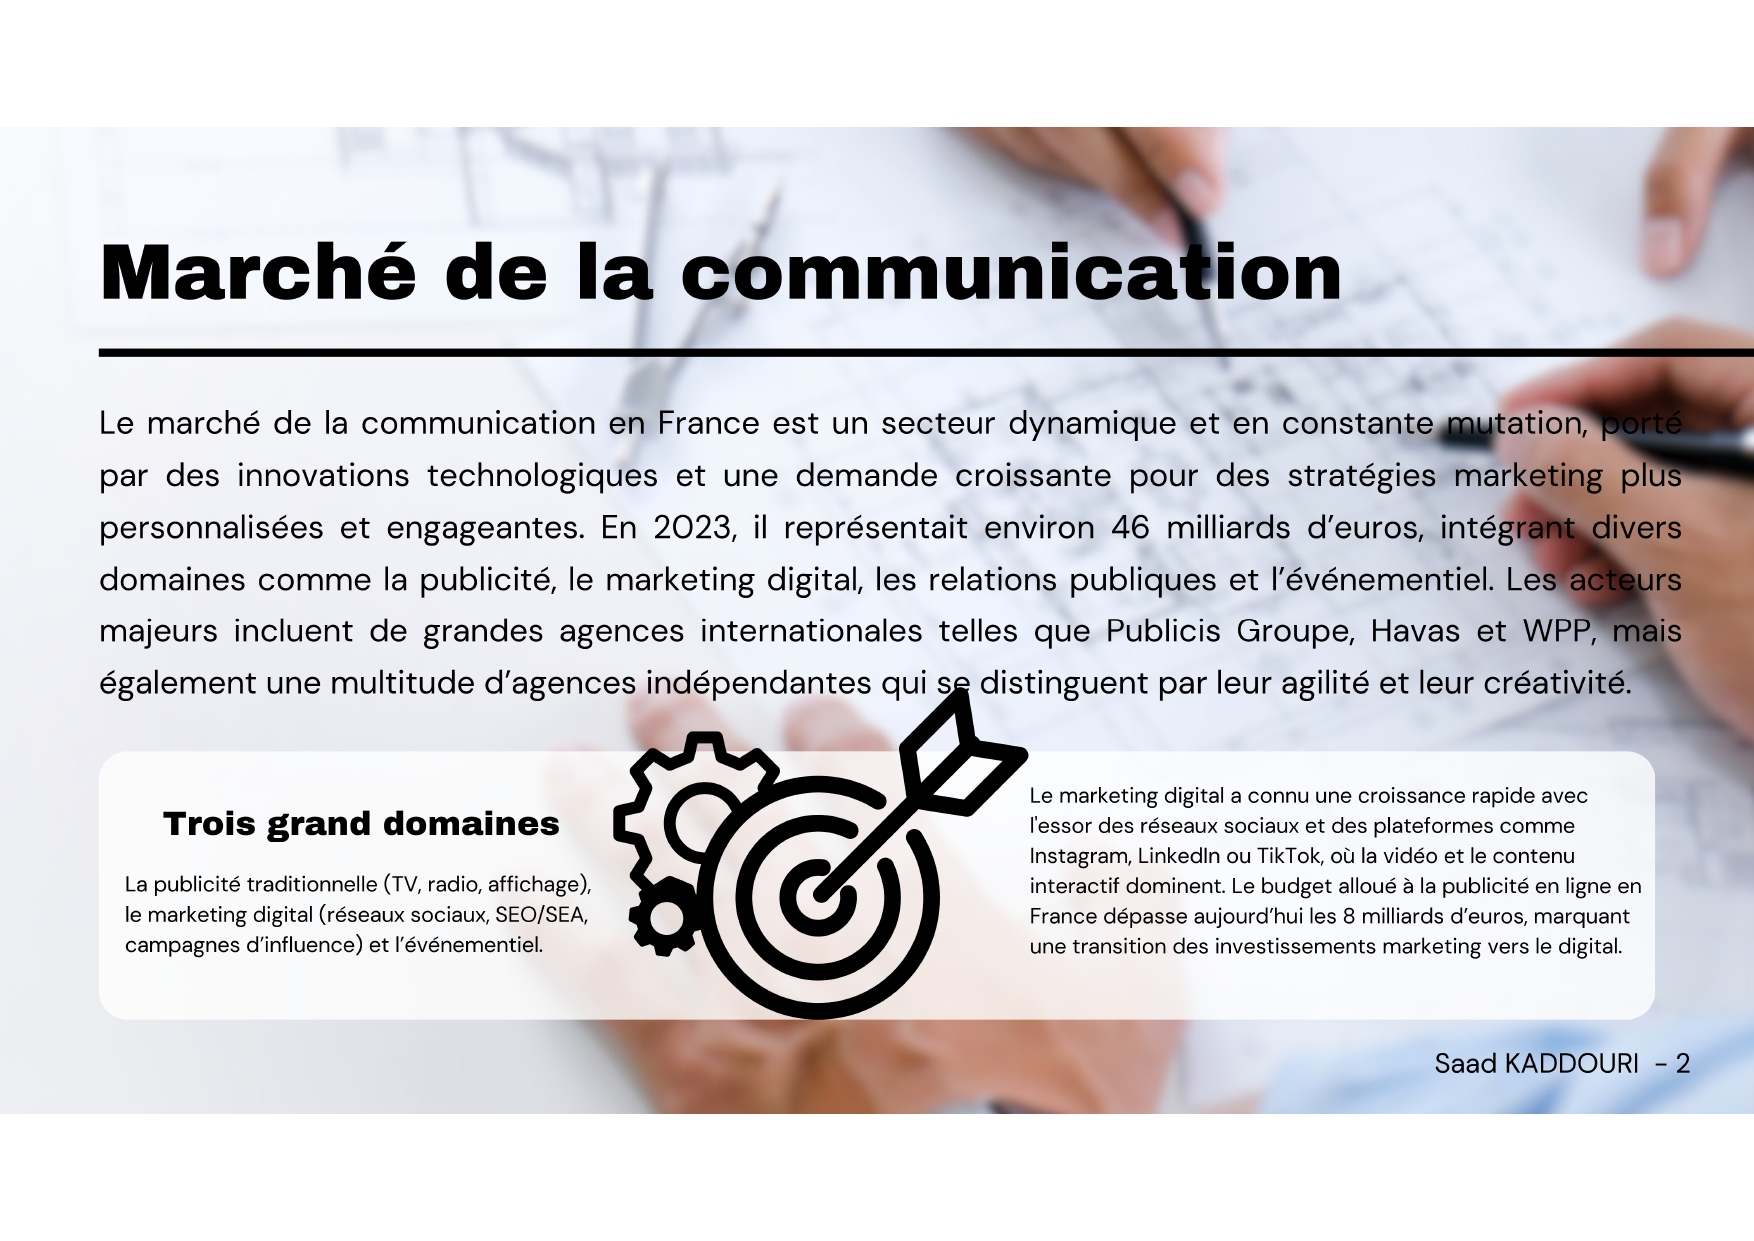 Marché de la communication
Le marché de la communication en France est un secteur dynamique et en constante mutation, porté
par des innovations technologiques et une demande croissante pour des stratégies marketing plus
personnalisées et engageantes. En 2023, il représentait environ 46 milliards d’euros, intégrant divers
domaines comme la publicité, le marketing digital, les relations publiques et l’événementiel. Les acteurs
majeurs incluent de grandes agences internationales telles que Publicis Groupe, Havas et WPP, mais
également une multitude d’agences indépendantes qui se distinguent par leur agilité et leur créativité.
Trois grand domaines
La publicité traditionnelle (TV, radio, affichage),
le marketing digital (réseaux sociaux, SEO/SEA,
campagnes d’influence) et l’événementiel.
Le marketing digital a connu une croissance rapide avec
l'essor des réseaux sociaux et des plateformes comme
Instagram, LinkedIn ou TikTok, où la vidéo et le contenu
interactif dominent. Le budget alloué à la publicité en ligne en
France dépasse aujourd’hui les 8 milliards d’euros, marquant
une transition des investissements marketing vers le digital.
Saad KADDOURI - 2